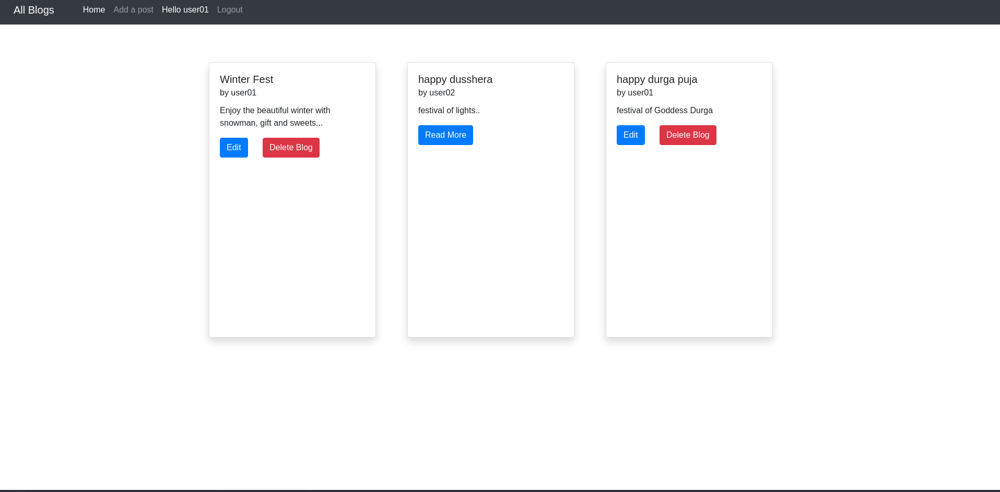 All Blogs Home Add a post Hello user01 Logout
Winter Fest
by user01
Enjoy the beautiful winter with
snowman, gift and sweets...
Edit Delete Blog
happy dusshera
by user02
festival of lights..
Read More
happy durga puja
by user01
festival of Goddess Durga
Edit Delete Blog